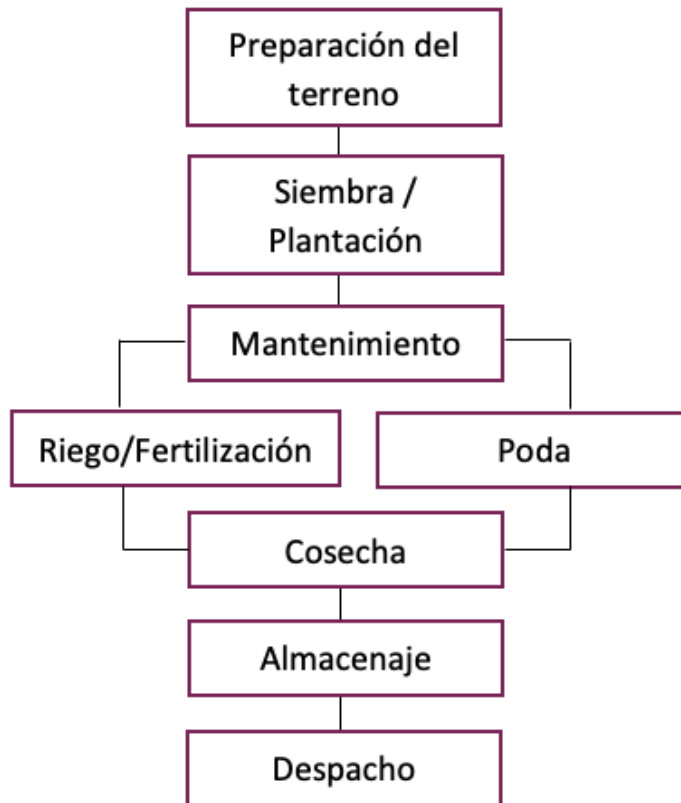 Preparación del
terreno
Siembra /
Plantación
Mantenimiento
Riego/Fertilización
Poda
Cosecha
Almacenaje
Despacho